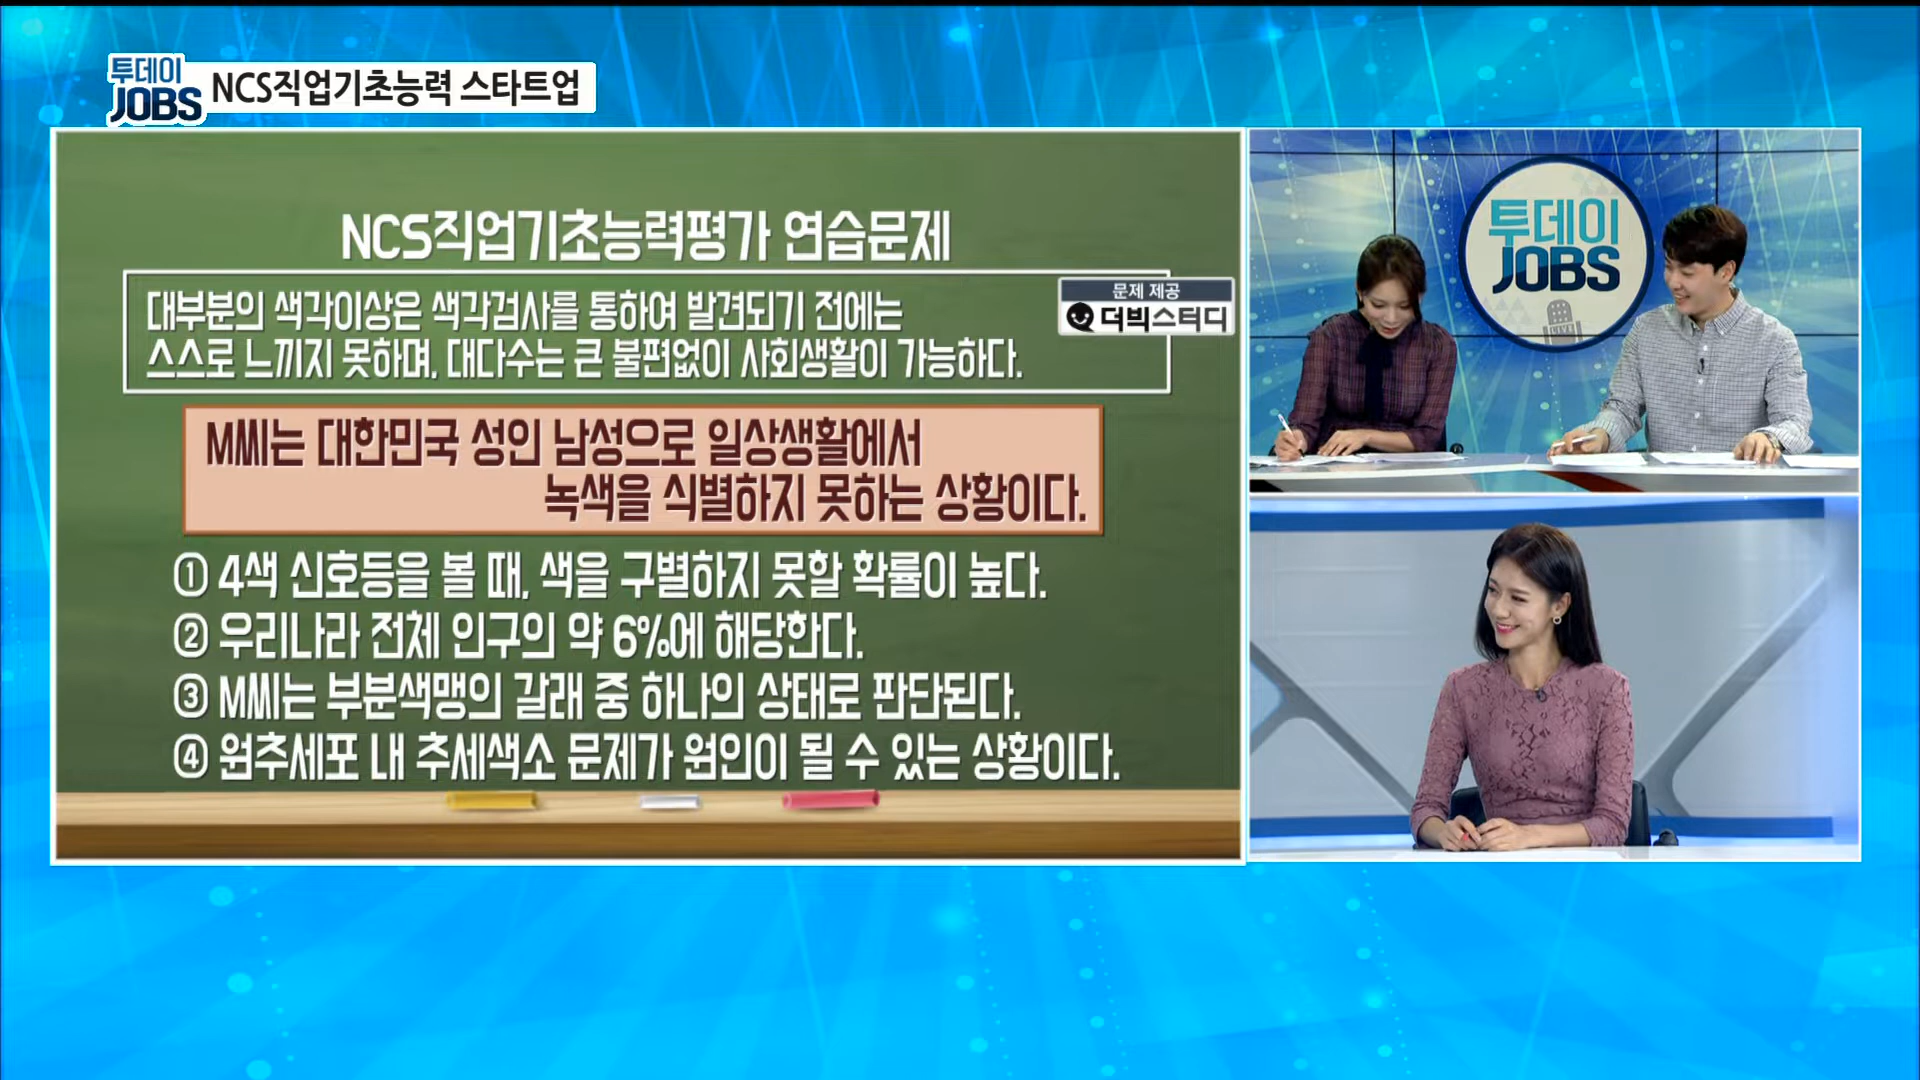 투데이
JOBS
NCS직업기초능력 스타트업
NCS직업기초능력평가 연습문제
문제 제공
더빅스터디
대부분의 색각이상은 색각검사를 통하여 발견되기 전에는
스스로 느끼지 못하며, 대다수는 큰 불편없이 사회생활이 가능하다.
M씨는 대한민국 성인 남성으로 일상생활에서
녹색을 식별하지 못하는 상황이다.
① 4색 신호등을 볼 때, 색을 구별하지 못할 확률이 높다.
② 우리나라 전체 인구의 약 6%에 해당한다.
③ M씨는 부분색맹의 갈래 중 하나의 상태로 판단된다.
④ 원추세포 내 추세색소 문제가 원인이 될 수 있는 상황이다.
투데이
JOBS
LIVE